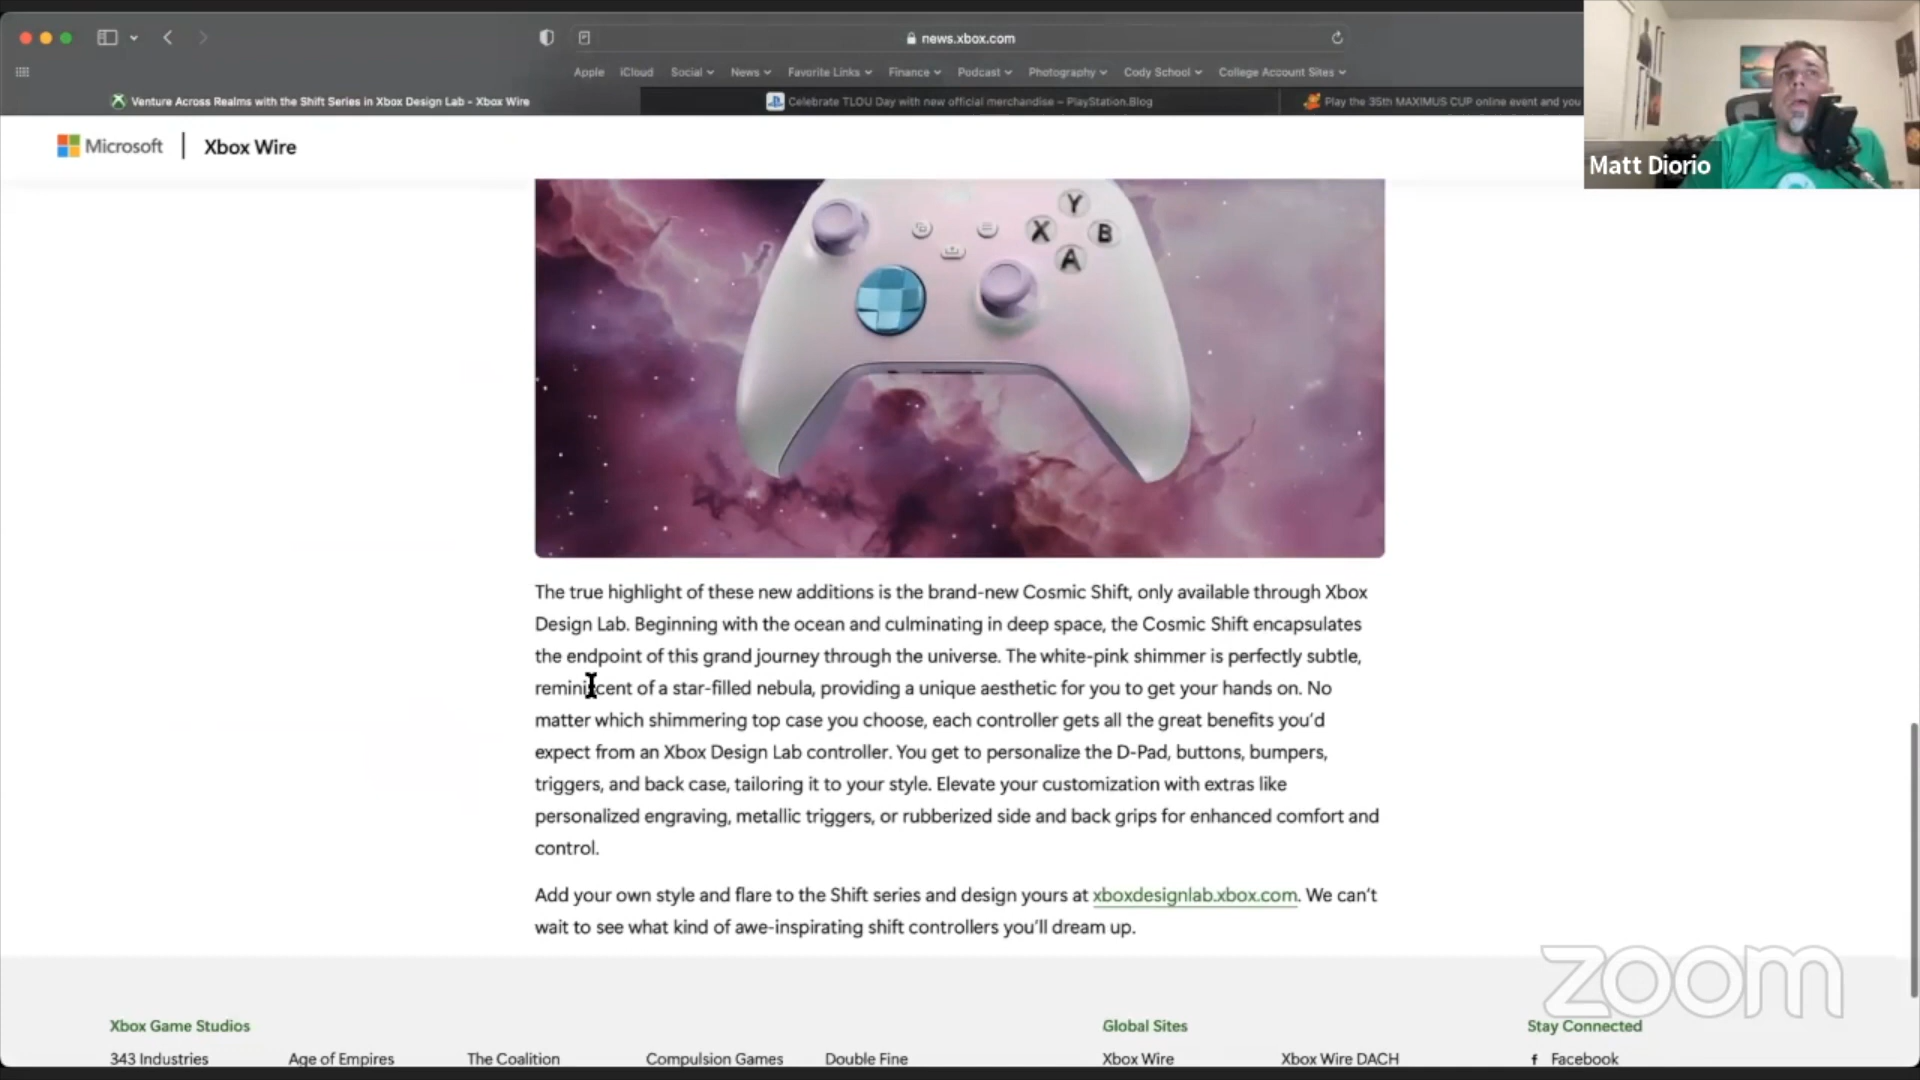 news.xbox.com
Apple iCloud Social News Favorite Links Finance Podcast Photography Cody School College Account Sites
Venture Across Realms with the Shift Series in Xbox Design Lab - Xbox Wire
Celebrate TLOU Day with new official merchandise – PlayStation.Blog
Play the 35th MAXIMUS CUP online event and you
Matt Diorio
Microsoft | Xbox Wire
Y
X B
A
The true highlight of these new additions is the brand-new Cosmic Shift, only available through Xbox
Design Lab. Beginning with the ocean and culminating in deep space, the Cosmic Shift encapsulates
the endpoint of this grand journey through the universe. The white-pink shimmer is perfectly subtle,
reminiscent of a star-filled nebula, providing a unique aesthetic for you to get your hands on. No
matter which shimmering top case you choose, each controller gets all the great benefits you'd
expect from an Xbox Design Lab controller. You get to personalize the D-Pad, buttons, bumpers,
triggers, and back case, tailoring it to your style. Elevate your customization with extras like
personalized engraving, metallic triggers, or rubberized side and back grips for enhanced comfort and
control.
Add your own style and flare to the Shift series and design yours at xboxdesignlab.xbox.com. We can't
wait to see what kind of awe-inspiring shift controllers you'll dream up.
zoom
Xbox Game Studios Global Sites Stay Connected
343 Industries Age of Empires The Coalition Compulsion Games Double Fine Xbox Wire Xbox Wire DACH Facebook